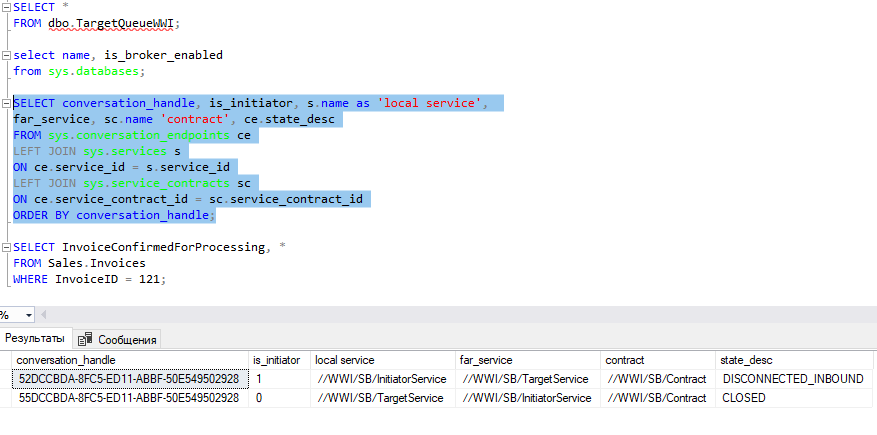 SELECT *
FROM dbo.TargetQueueWWI;
select name, is_broker_enabled
from sys.databases;
SELECT conversation_handle, is_initiator, s.name as 'local service',
far_service, sc.name 'contract', ce.state_desc
FROM sys.conversation_endpoints ce
LEFT JOIN sys.services s
ON ce.service_id = s.service_id
LEFT JOIN sys.service_contracts sc
ON ce.service_contract_id = sc.service_contract_id
ORDER BY conversation_handle;
SELECT InvoiceConfirmedForProcessing, *
FROM Sales.Invoices
WHERE InvoiceID = 121;
%
Результаты Сообщения
conversation_handle is_initiator local service far_service contract state_desc
52DCCBDA-8FC5-ED11-ABBF-50E549502928 1 //WWI/SB/InitiatorService //WWI/SB/TargetService //WWI/SB/Contract DISCONNECTED_INBOUND
55DCCBDA-8FC5-ED11-ABBF-50E549502928 0 //WWI/SB/TargetService //WWI/SB/InitiatorService //WWI/SB/Contract CLOSED